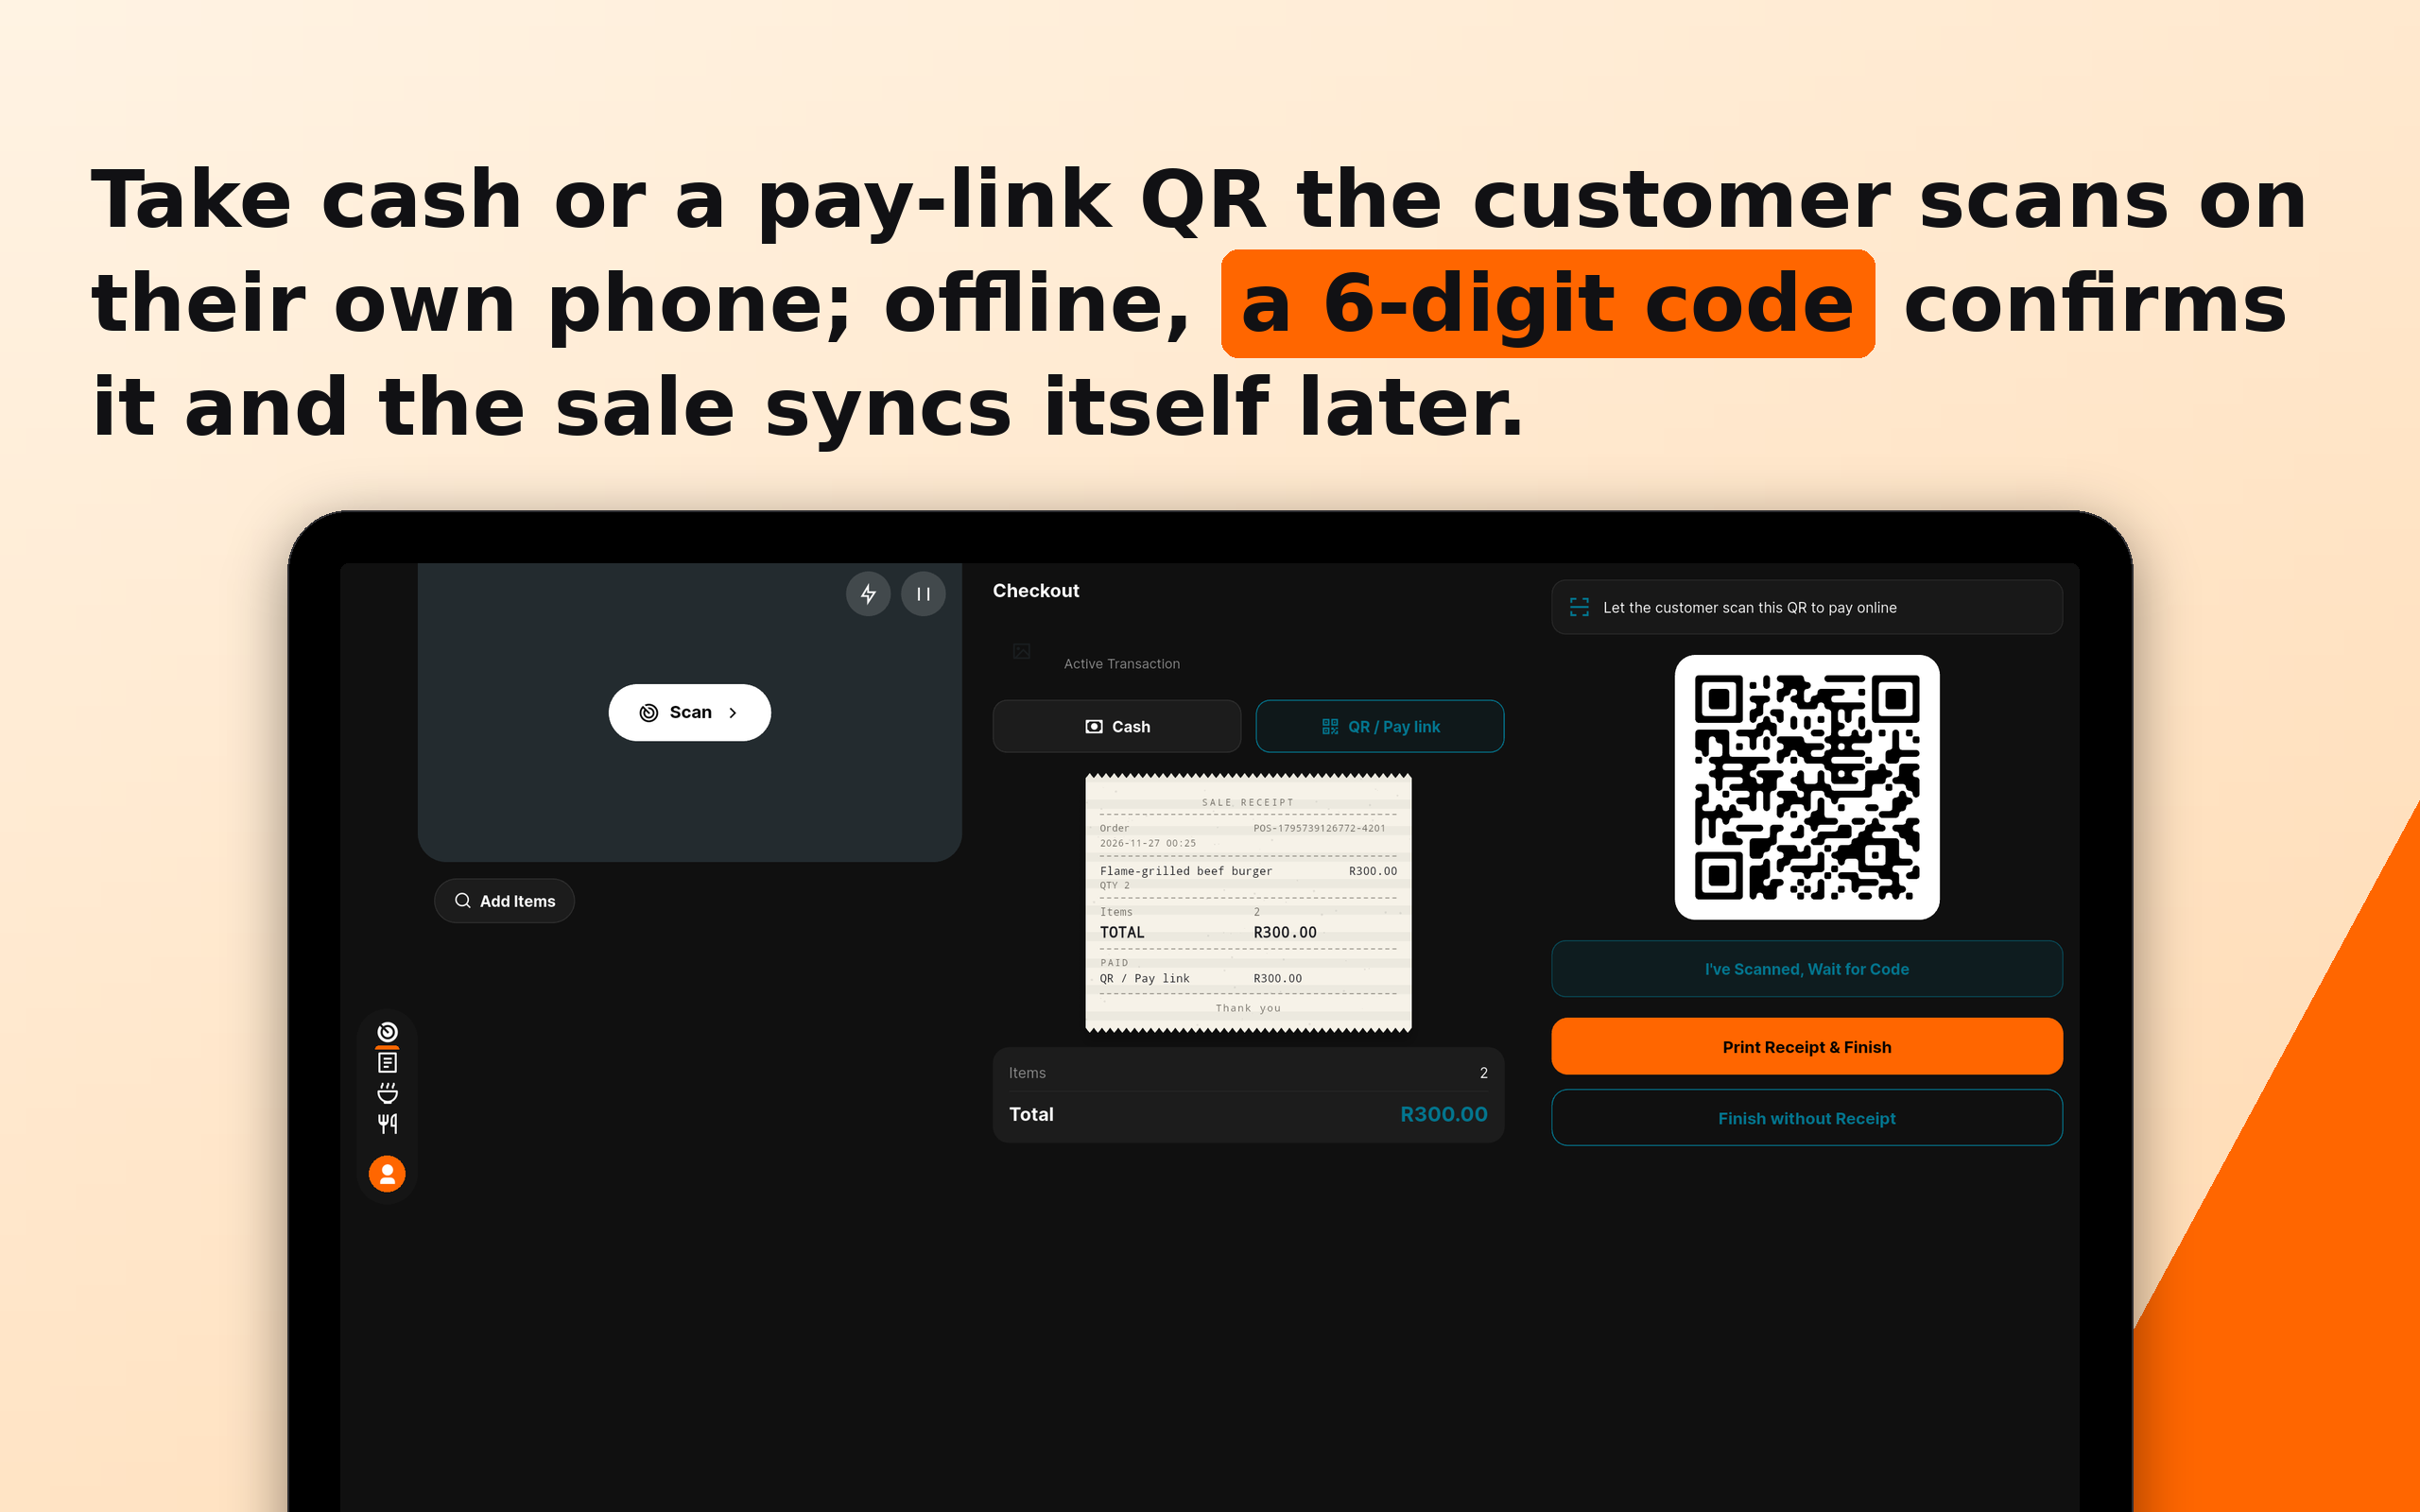 Take cash or a pay-link QR the customer scans on
their own phone; offline, a 6-digit code confirms
it and the sale syncs itself later.
Scan
Add Items
Checkout
Active Transaction
Cash
QR / Pay link
SALE RECEIPT
Order POS-1795739126772-4201
2026-11-27 00:25
Flame-grilled beef burger R300.00
QTY 2
Items 2
TOTAL R300.00
PAID
QR / Pay link R300.00
Thank you
Items 2
Total R300.00
Let the customer scan this QR to pay online
I've Scanned, Wait for Code
Print Receipt & Finish
Finish without Receipt